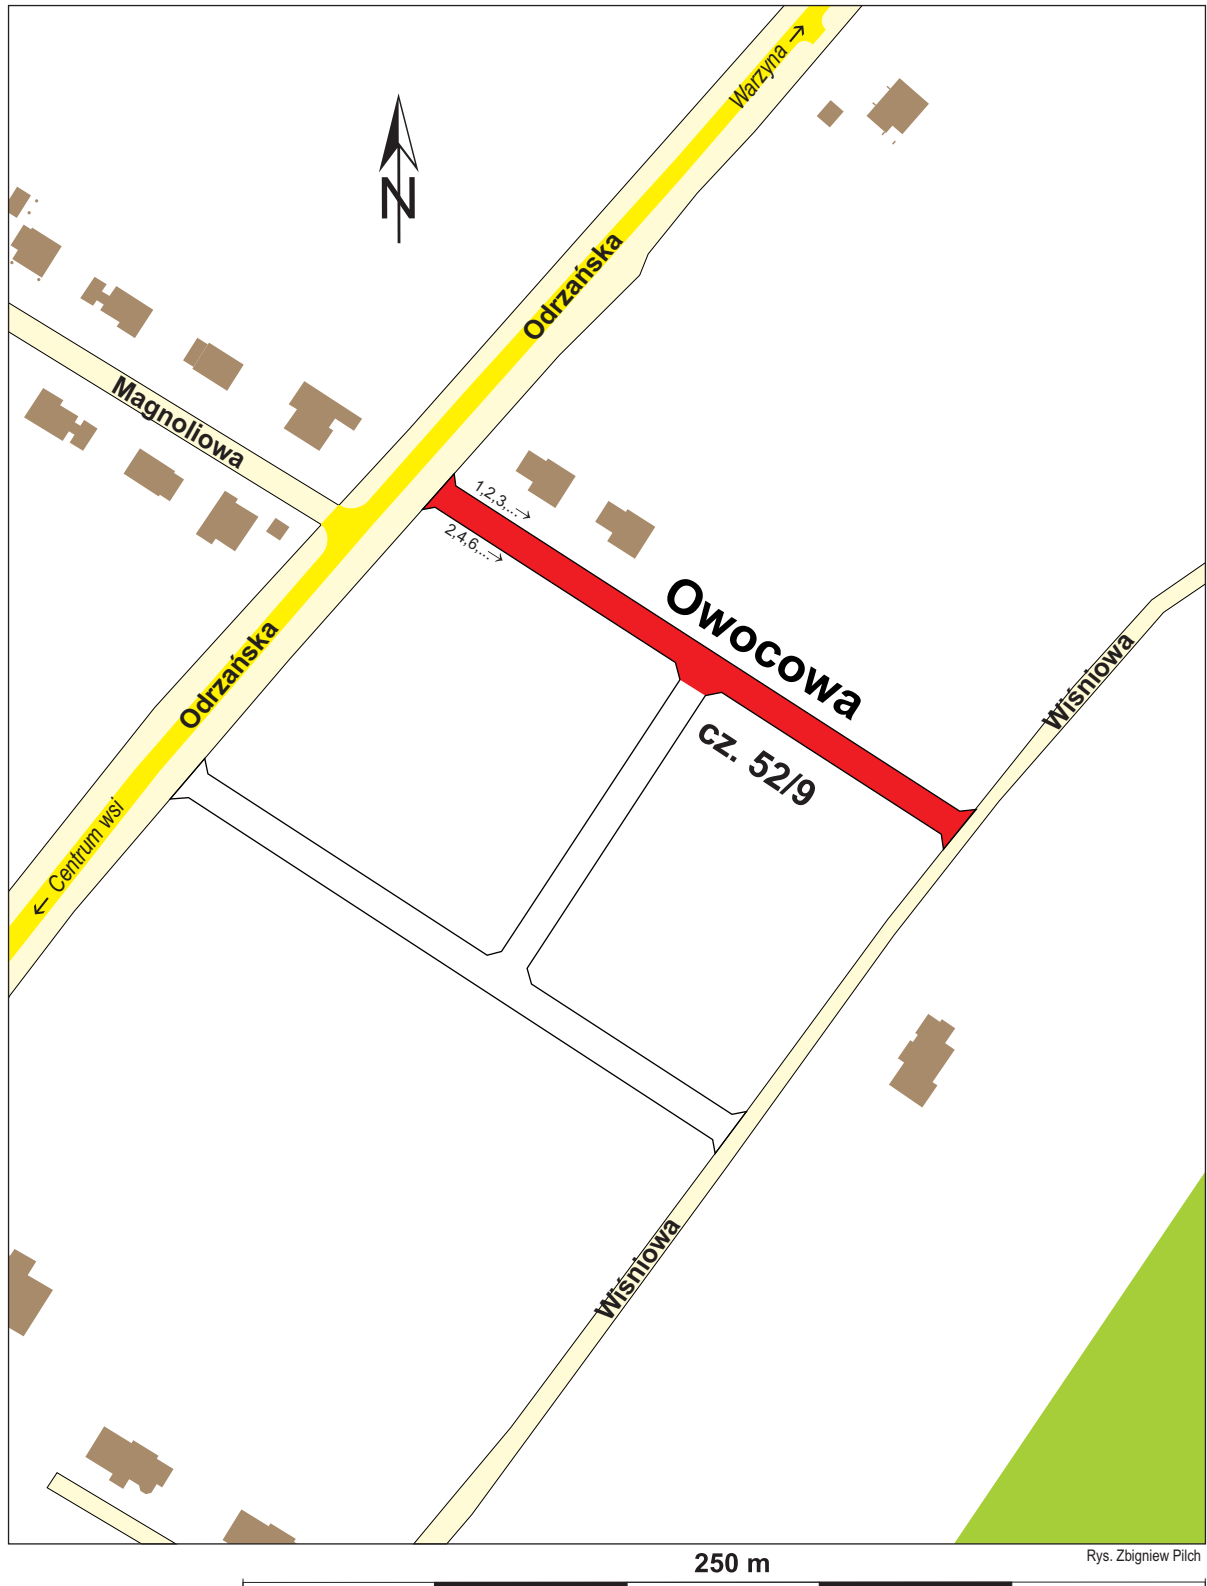 Warzyna →
N
Odrzańska
Magnoliowa
1,2,3,...→
2,4,6,...→
Owocowa
Wiśniowa
Odrzańska
cz. 52/9
← Centrum wsi
Wiśniowa
Rys. Zbigniew Pilch
250 m